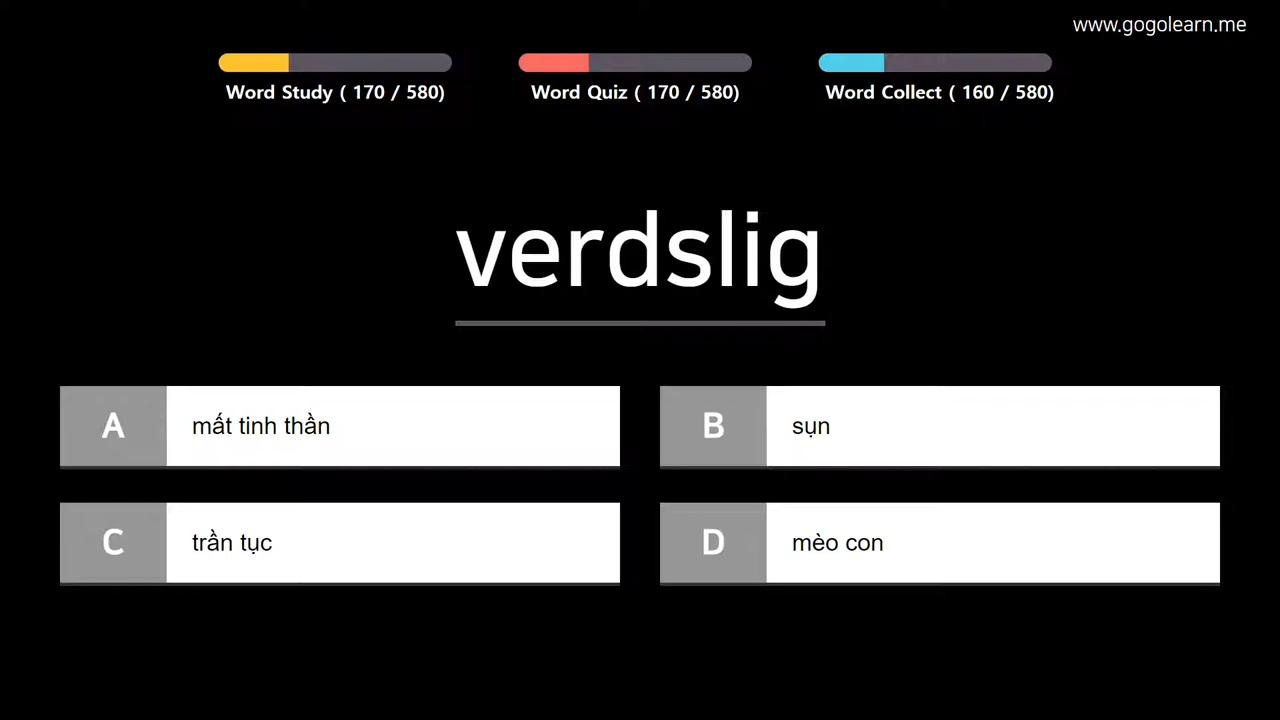 www.gogolearn.me
Word Study ( 170 / 580)
Word Quiz ( 170 / 580)
Word Collect ( 160 / 580)
verdslig
A mất tinh thần
B sụn
C trần tục
D mèo con